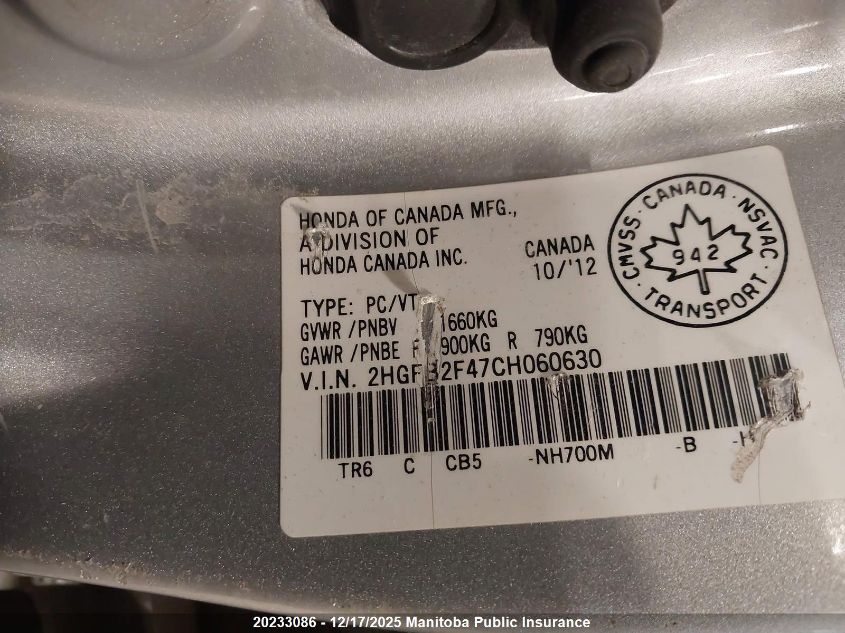 HONDA OF CANADA MFG.,
A DIVISION OF
HONDA CANADA INC.
CANADA
10/'12
CMVSS · CANADA · NSVAC
942
TRANSPORT
TYPE: PC/VT
GVWR /PNBV 1660KG
GAWR /PNBE F 900KG R 790KG
V.I.N.
TR6 C CB5 -NH700M -B
20233086 - 12/17/2025 Manitoba Public Insurance